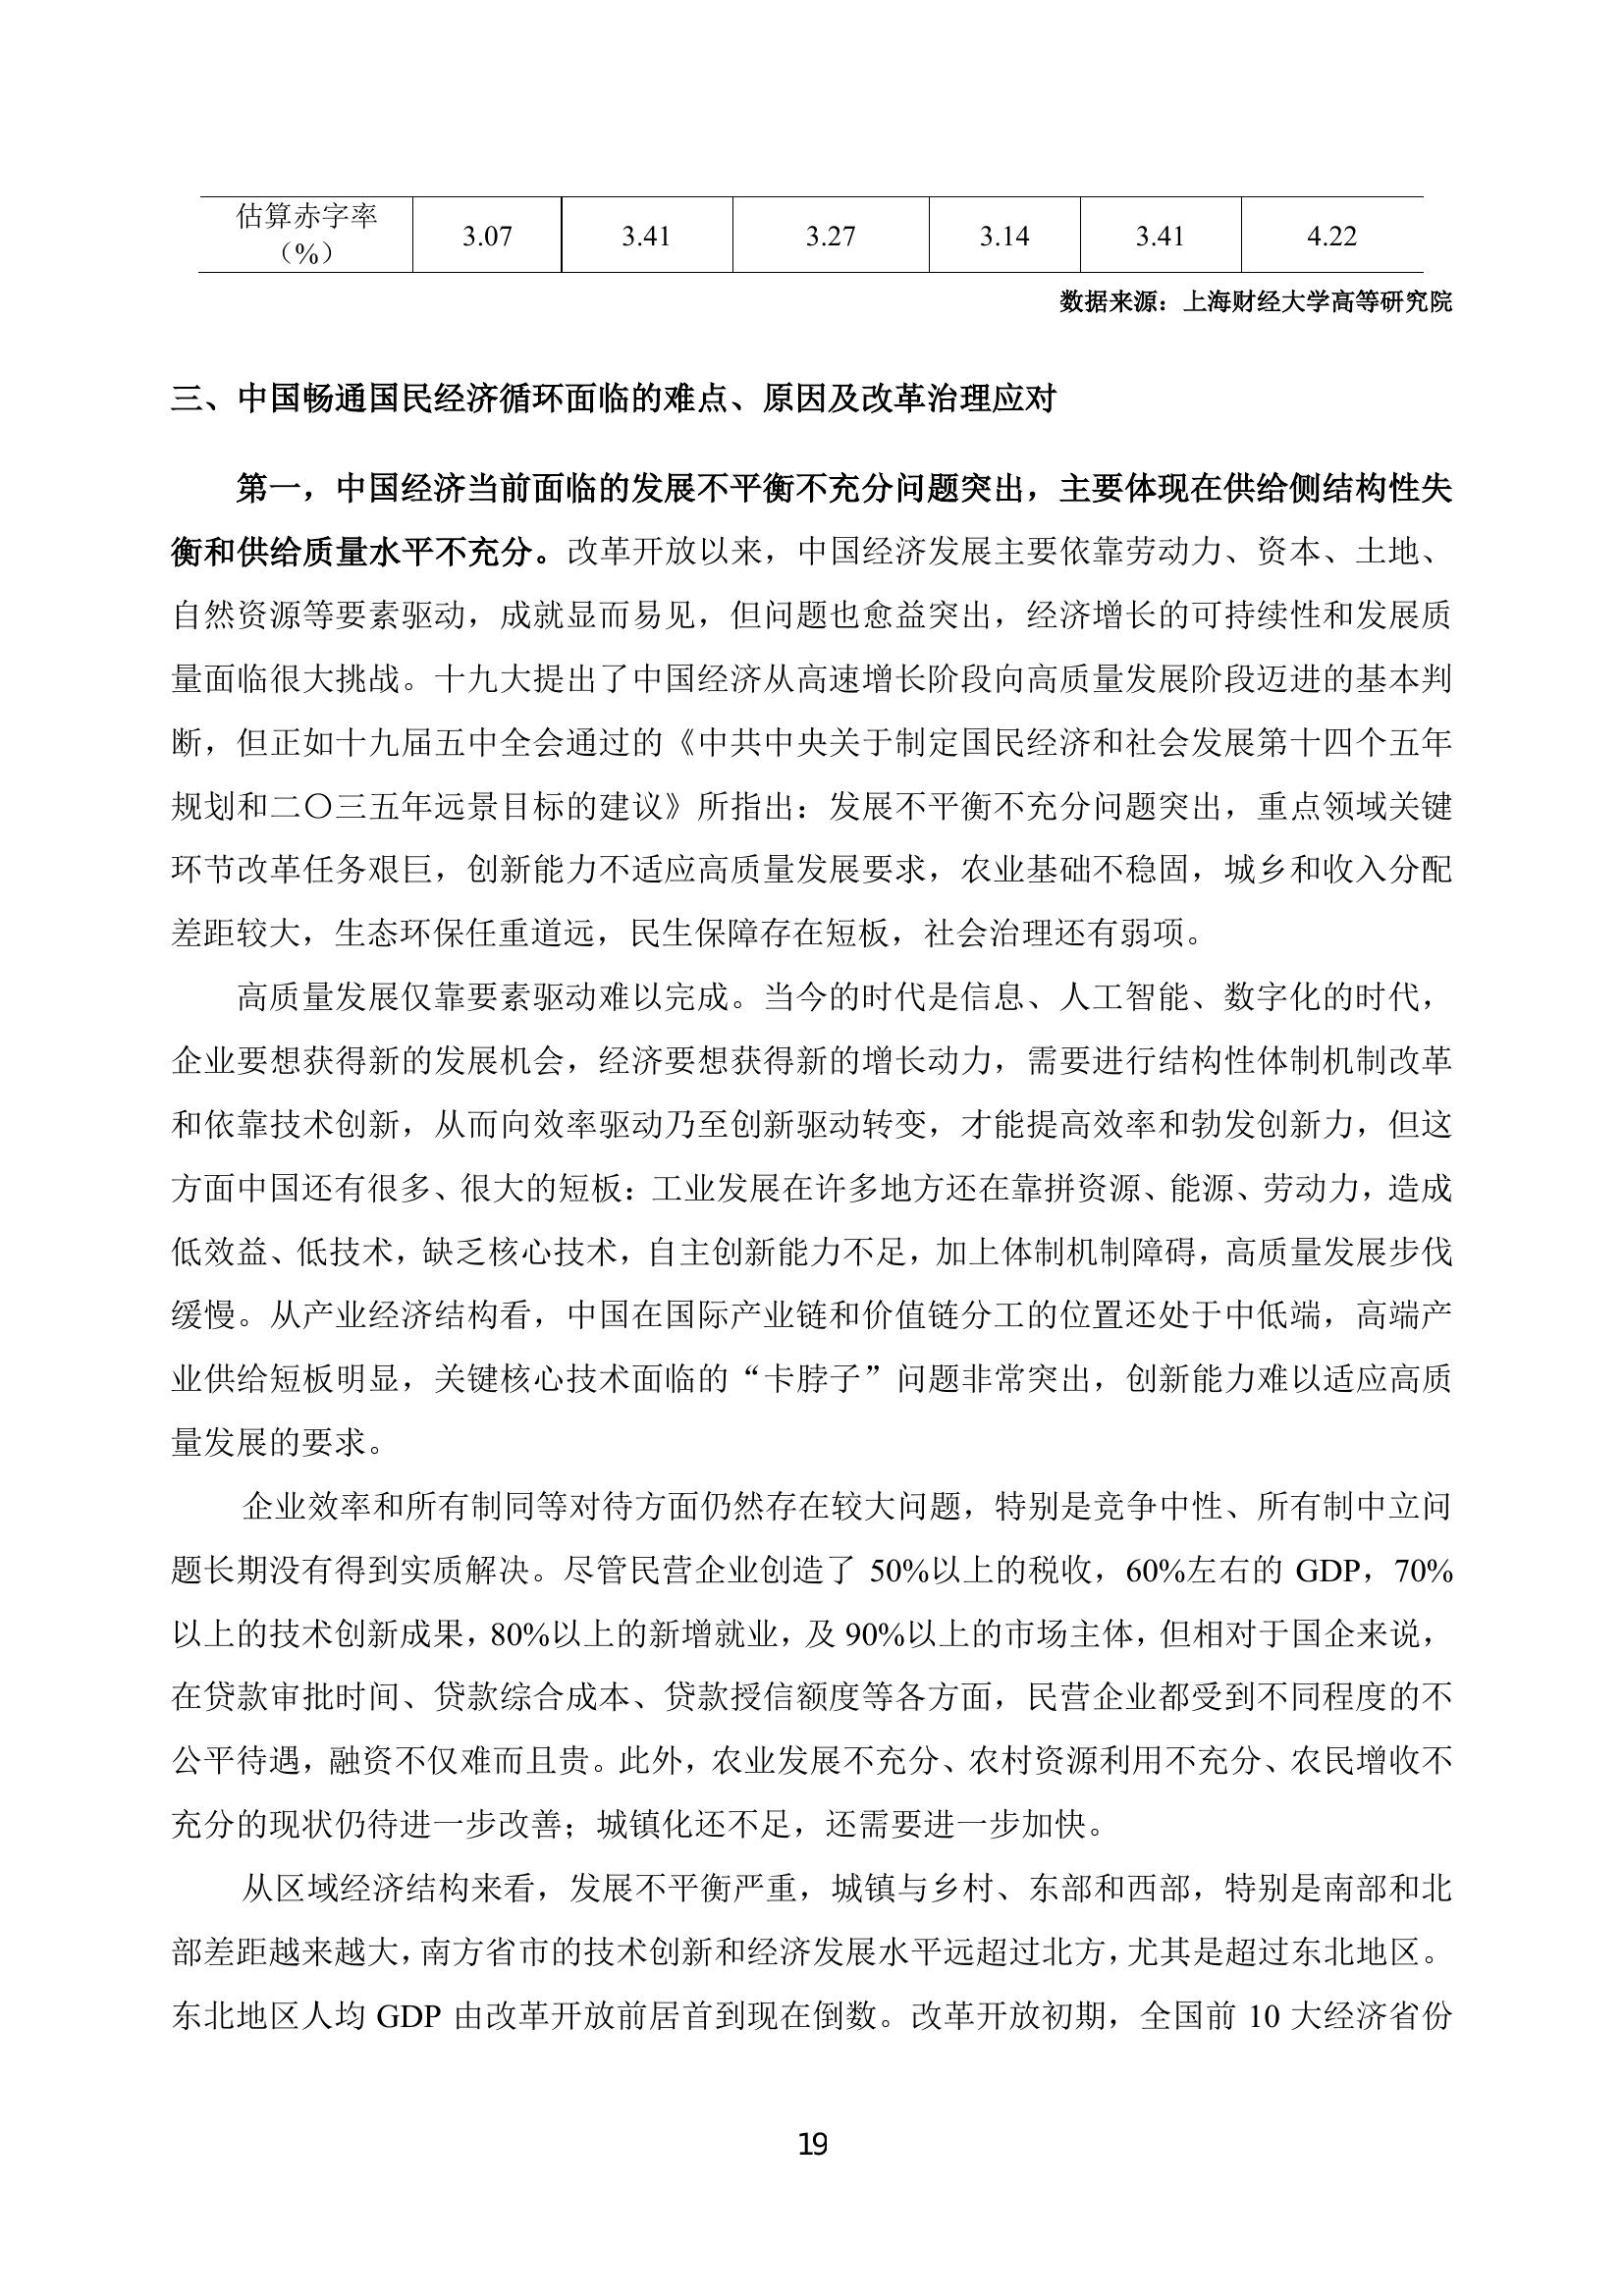 估算赤字率
（%） 3.07 3.41 3.27 3.14 3.41 4.22
数据来源：上海财经大学高等研究院
三、中国畅通国民经济循环面临的难点、原因及改革治理应对
第一，中国经济当前面临的发展不平衡不充分问题突出，主要体现在供给侧结构性失
衡和供给质量水平不充分。改革开放以来，中国经济发展主要依靠劳动力、资本、土地、
自然资源等要素驱动，成就显而易见，但问题也愈益突出，经济增长的可持续性和发展质
量面临很大挑战。十九大提出了中国经济从高速增长阶段向高质量发展阶段迈进的基本判
断，但正如十九届五中全会通过的《中共中央关于制定国民经济和社会发展第十四个五年
规划和二〇三五年远景目标的建议》所指出：发展不平衡不充分问题突出，重点领域关键
环节改革任务艰巨，创新能力不适应高质量发展要求，农业基础不稳固，城乡和收入分配
差距较大，生态环保任重道远，民生保障存在短板，社会治理还有弱项。
高质量发展仅靠要素驱动难以完成。当今的时代是信息、人工智能、数字化的时代，
企业要想获得新的发展机会，经济要想获得新的增长动力，需要进行结构性体制机制改革
和依靠技术创新，从而向效率驱动乃至创新驱动转变，才能提高效率和勃发创新力，但这
方面中国还有很多、很大的短板：工业发展在许多地方还在靠拼资源、能源、劳动力，造成
低效益、低技术，缺乏核心技术，自主创新能力不足，加上体制机制障碍，高质量发展步伐
缓慢。从产业经济结构看，中国在国际产业链和价值链分工的位置还处于中低端，高端产
业供给短板明显，关键核心技术面临的“卡脖子”问题非常突出，创新能力难以适应高质
量发展的要求。
企业效率和所有制同等对待方面仍然存在较大问题，特别是竞争中性、所有制中立问
题长期没有得到实质解决。尽管民营企业创造了 50%以上的税收，60%左右的 GDP，70%
以上的技术创新成果，80%以上的新增就业，及 90%以上的市场主体，但相对于国企来说，
在贷款审批时间、贷款综合成本、贷款授信额度等各方面，民营企业都受到不同程度的不
公平待遇，融资不仅难而且贵。此外，农业发展不充分、农村资源利用不充分、农民增收不
充分的现状仍待进一步改善；城镇化还不足，还需要进一步加快。
从区域经济结构来看，发展不平衡严重，城镇与乡村、东部和西部，特别是南部和北
部差距越来越大，南方省市的技术创新和经济发展水平远超过北方，尤其是超过东北地区。
东北地区人均 GDP 由改革开放前居首到现在倒数。改革开放初期，全国前 10 大经济省份
19